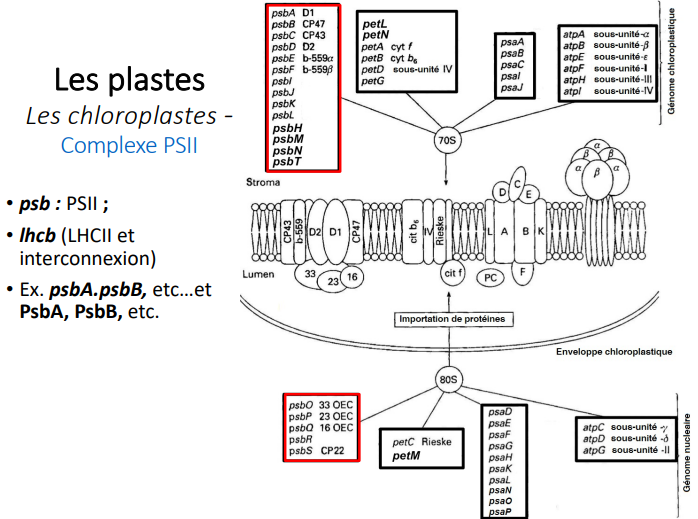 Les plastes
Les chloroplastes -
Complexe PSII
• psb : PSII ;
• lhcb (LHCII et
interconnexion)
• Ex. psbA.psbB, etc…et
PsbA, PsbB, etc.
psbA D1
psbB CP47
psbC CP43
psbD D2
psbE b-559α
psbF b-559β
psbI
psbJ
psbK
psbL
psbH
psbM
psbN
psbT
petL
petN
petA cyt f
petB cyt b6
petD sous-unité IV
petG
psaA
psaB
psaC
psaI
psaJ
atpA sous-unité-α
atpB sous-unité-β
atpE sous-unité-ε
atpF sous-unité-I
atpH sous-unité-III
atpI sous-unité-IV
Génome chloroplastique
70S
Stroma
CP43
b-559
D2
D1
CP47
33
23
16
cit b6
IV
Rieske
cit f
D
C
E
L
A
B
K
PC
F
α
β
α
α
β
α
Lumen
Importation de protéines
Enveloppe chloroplastique
80S
psbO 33 OEC
psbP 23 OEC
psbQ 16 OEC
psbR
psbS CP22
petC Rieske
petM
psaD
psaE
psaF
psaG
psaH
psaK
psaL
psaN
psaO
psaP
atpC sous-unité -γ
atpD sous-unité -δ
atpG sous-unité -II
Génome nucléaire